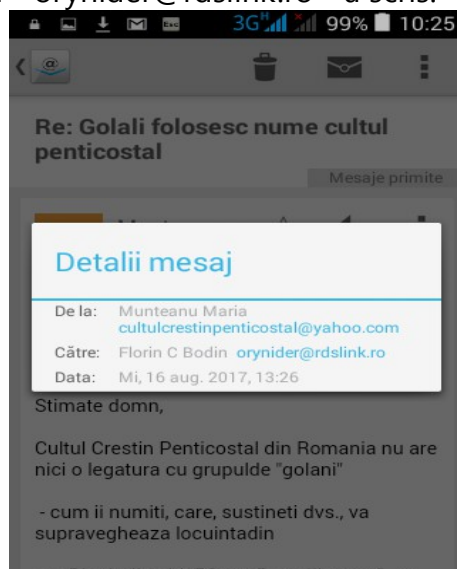 orynider@rdslink.ro a scris:
3G H 99% 10:25
Re: Golali folosesc nume cultul
penticostal
Mesaje primite
Detalii mesaj
De la: Munteanu Maria
cultulcrestinpenticostal@yahoo.com
Către: Florin C Bodin orynider@rdslink.ro
Data: Mi, 16 aug. 2017, 13:26
Stimate domn,
Cultul Crestin Penticostal din Romania nu are
nici o legatura cu grupulde "golani"
- cum ii numiti, care, sustineti dvs., va
supravegheaza locuintadin